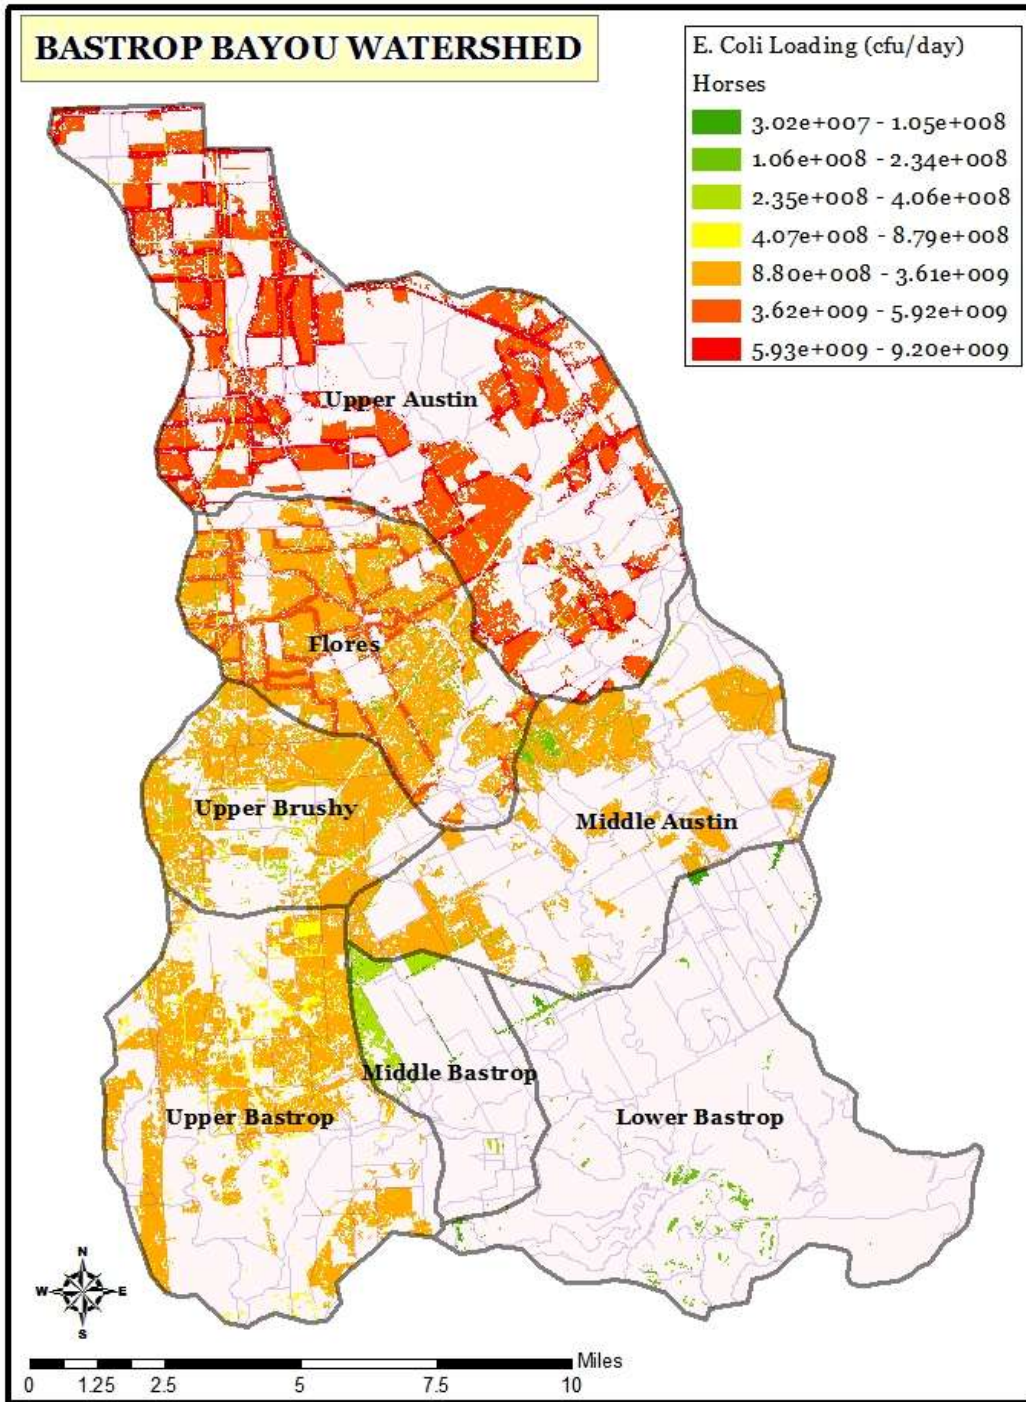 BASTROP BAYOU WATERSHED
E. Coli Loading (cfu/day)
Horses
3.02e+007 - 1.05e+008
1.06e+008 - 2.34e+008
2.35e+008 - 4.06e+008
4.07e+008 - 8.79e+008
8.80e+008 - 3.61e+009
3.62e+009 - 5.92e+009
5.93e+009 - 9.20e+009
Upper Austin
Flores
Upper Brushy
Middle Austin
Middle Bastrop
Upper Bastrop
Lower Bastrop
N
W E
S
Miles
0 1.25 2.5 5 7.5 10